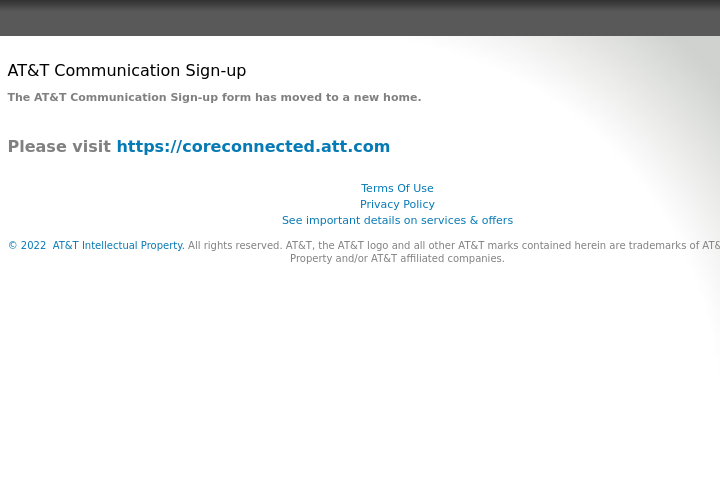 AT&T Communication Sign-up
The AT&T Communication Sign-up form has moved to a new home.
Please visit https://coreconnected.att.com
Terms Of Use
Privacy Policy
See important details on services & offers
© 2022 AT&T Intellectual Property. All rights reserved. AT&T, the AT&T logo and all other AT&T marks contained herein are trademarks of AT&
Property and/or AT&T affiliated companies.